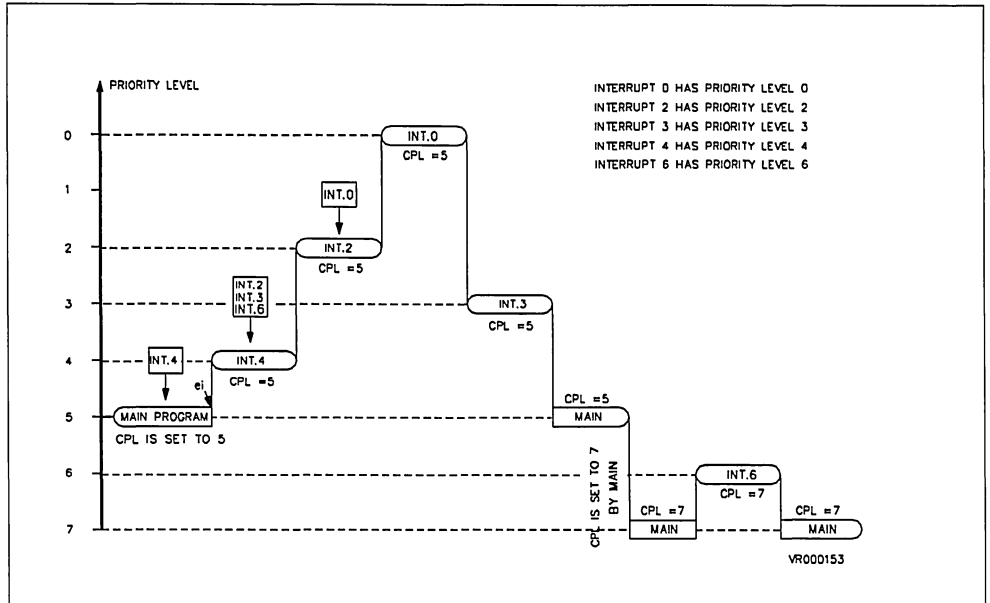 PRIORITY LEVEL
INTERRUPT 0 HAS PRIORITY LEVEL 0
INTERRUPT 2 HAS PRIORITY LEVEL 2
INTERRUPT 3 HAS PRIORITY LEVEL 3
INTERRUPT 4 HAS PRIORITY LEVEL 4
INTERRUPT 6 HAS PRIORITY LEVEL 6
0
INT.0
CPL =5
1
INT.0
2
INT.2
CPL =5
INT.2
INT.3
INT.6
3
INT.3
CPL =5
INT.4
4
INT.4
CPL =5
ei
CPL =5
5
MAIN PROGRAM
MAIN
CPL IS SET TO 5
CPL IS SET TO 7
BY MAIN
6
INT.6
CPL =7
CPL =7
CPL =7
7
MAIN
MAIN
VR000153